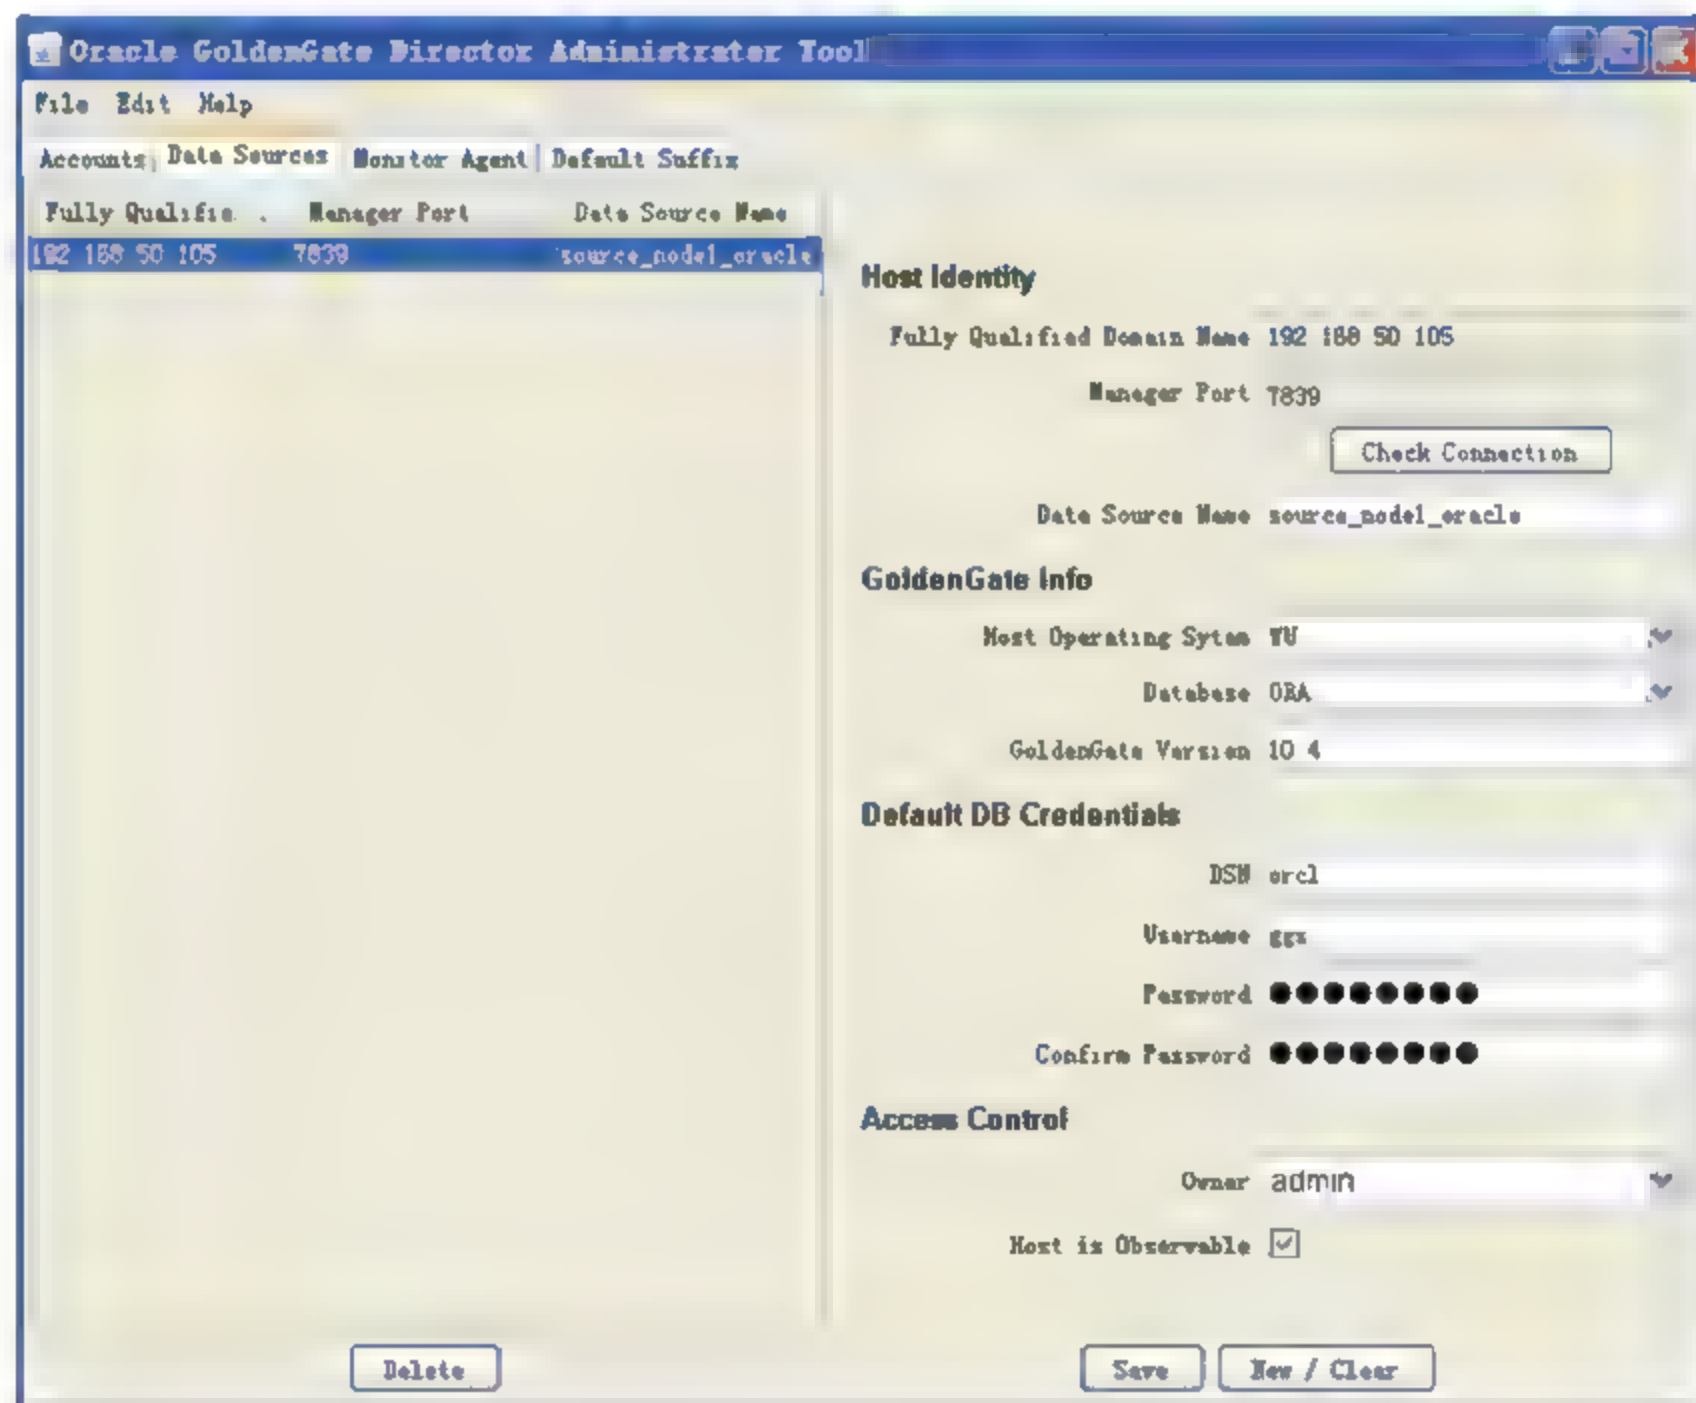 Oracle GoldenGate Director Administrator Tool
File Edit Help
Accounts Data Sources Monitor Agent Default Suffix
Fully Qualifie . Manager Port Data Source Name
192 168 50 105 7839 source_node1_oracle
Host Identity
Fully Qualified Domain Name 192 168 50 105
Manager Port 7839
Check Connection
Data Source Name source_node1_oracle
GoldenGate Info
Host Operating Sytem WU
Database ORA
GoldenGate Version 10 4
Default DB Credentials
DSN orcl
Username ggs
Password ●●●●●●●●
Confirm Password ●●●●●●●●
Access Control
Owner admin
Host is Observable
Delete Save New / Clear